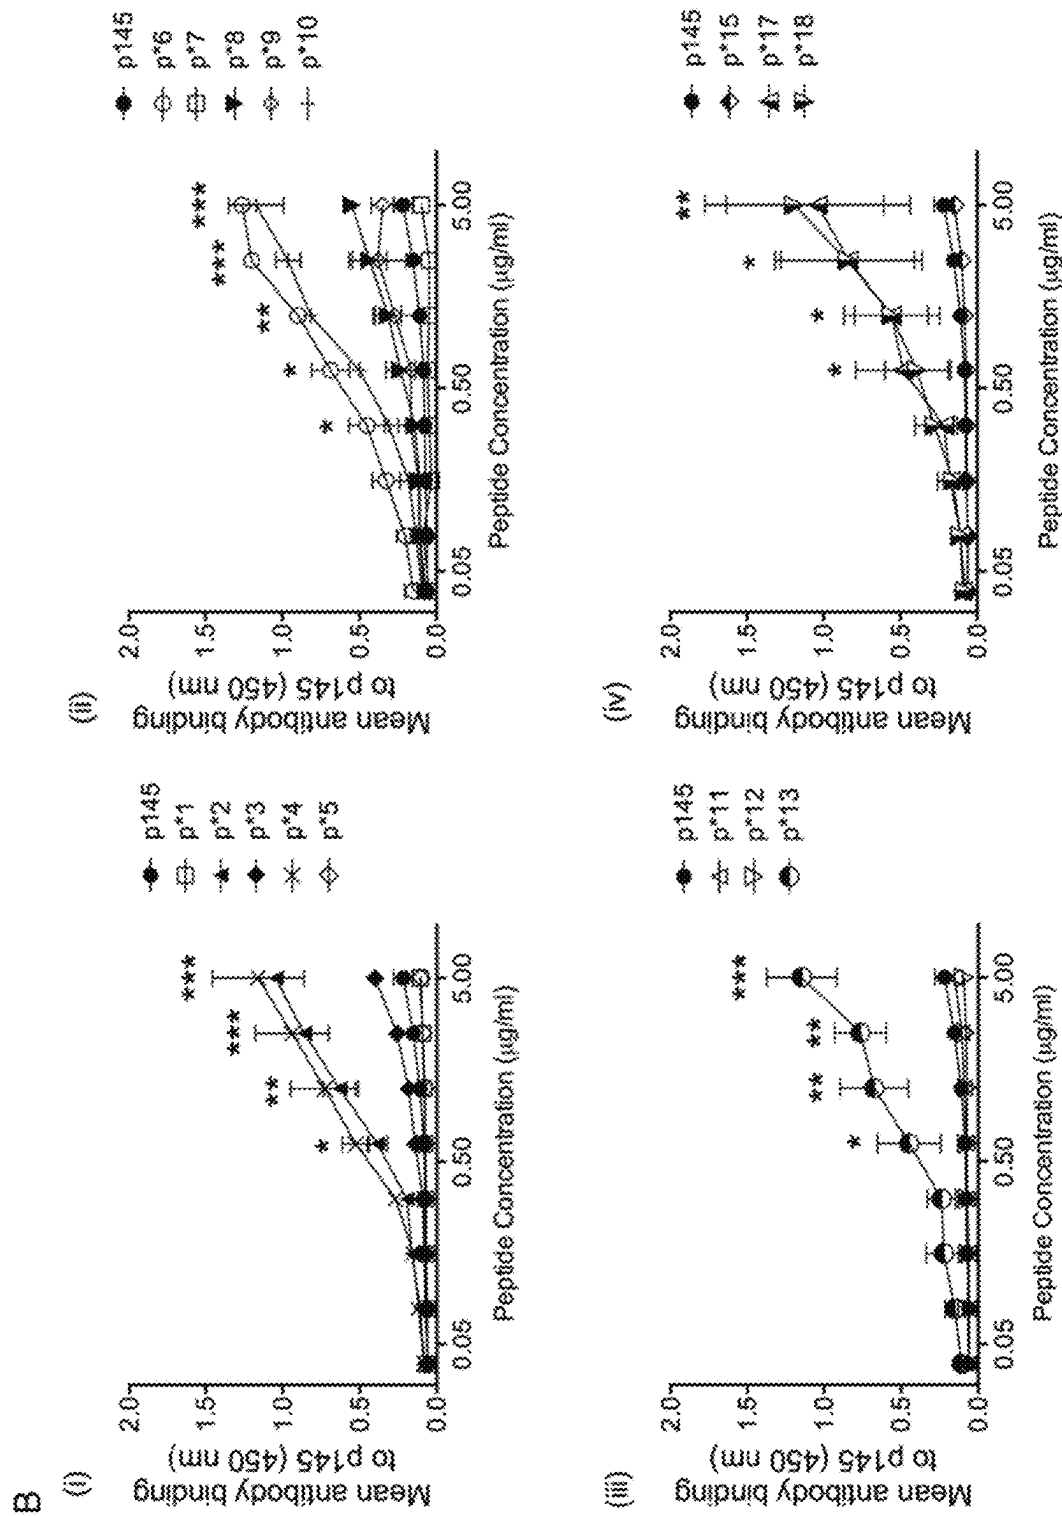 B
(i)
Mean antibody binding
to p145 (450 nm)
2.0
1.5
1.0
0.5
0.0
0.05
0.50
5.00
Peptide Concentration (µg/ml)
*
**
***
***
p145
p*1
p*2
p*3
p*4
p*5
(ii)
Mean antibody binding
to p145 (450 nm)
2.0
1.5
1.0
0.5
0.0
0.05
0.50
5.00
Peptide Concentration (µg/ml)
*
*
**
***
***
p145
p*6
p*7
p*8
p*9
p*10
(iii)
Mean antibody binding
to p145 (450 nm)
2.0
1.5
1.0
0.5
0.0
0.05
0.50
5.00
Peptide Concentration (µg/ml)
*
**
**
***
p145
p*11
p*12
p*13
(iv)
Mean antibody binding
to p145 (450 nm)
2.0
1.5
1.0
0.5
0.0
0.05
0.50
5.00
Peptide Concentration (µg/ml)
*
*
*
**
p145
p*15
p*17
p*18